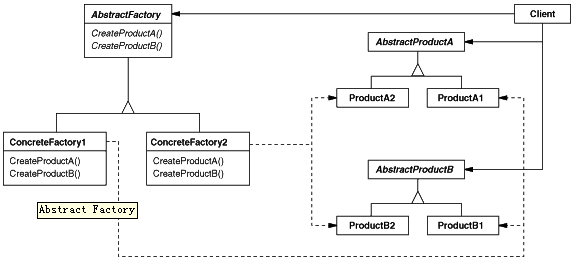 AbstractFactory
CreateProductA()
CreateProductB()
Client
AbstractProductA
ProductA2
ProductA1
ConcreteFactory1
CreateProductA()
CreateProductB()
ConcreteFactory2
CreateProductA()
CreateProductB()
AbstractProductB
ProductB2
ProductB1
Abstract Factory